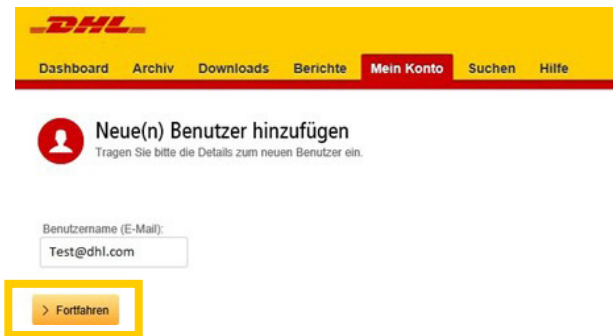 DHL
Dashboard Archiv Downloads Berichte Mein Konto Suchen Hilfe
Neue(n) Benutzer hinzufügen
Tragen Sie bitte die Details zum neuen Benutzer ein.
Benutzername (E-Mail):
Test@dhl.com
> Fortfahren